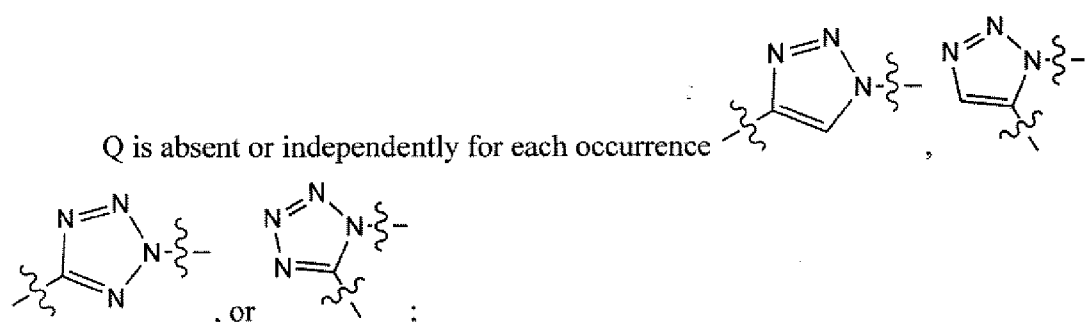 N N N N
N N
Q is absent or independently for each occurrence ,
N N N N
N N
N N
, or ;